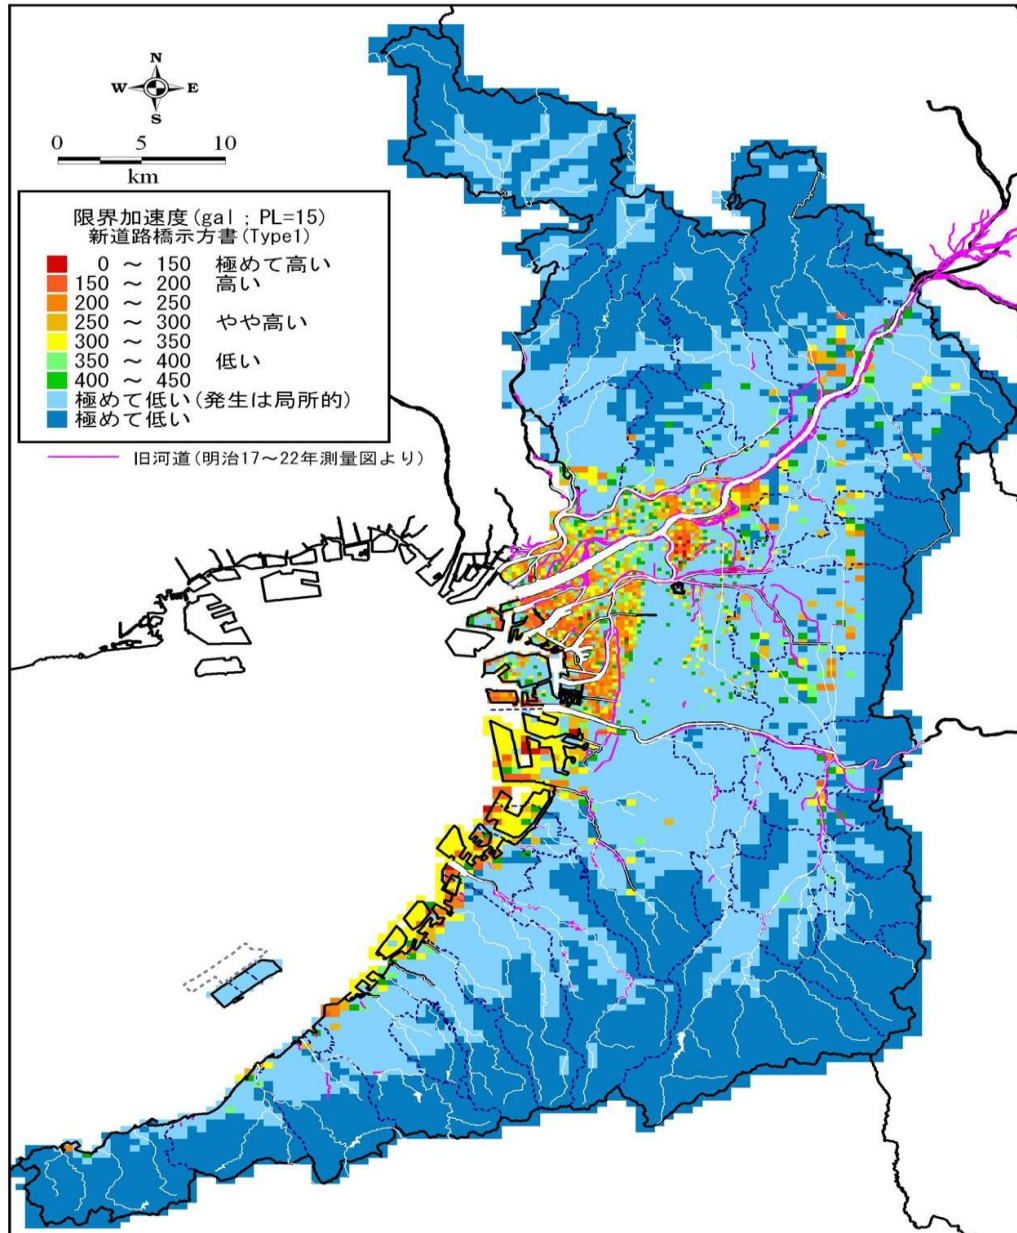 N
W E
S
0 5 10
km
限界加速度(gal ; PL=15)
新道路橋示方書(Type1)
0 ～ 150 極めて高い
150 ～ 200 高い
200 ～ 250
250 ～ 300 やや高い
300 ～ 350
350 ～ 400 低い
400 ～ 450
極めて低い(発生は局所的)
極めて低い
旧河道(明治17～22年測量図より)